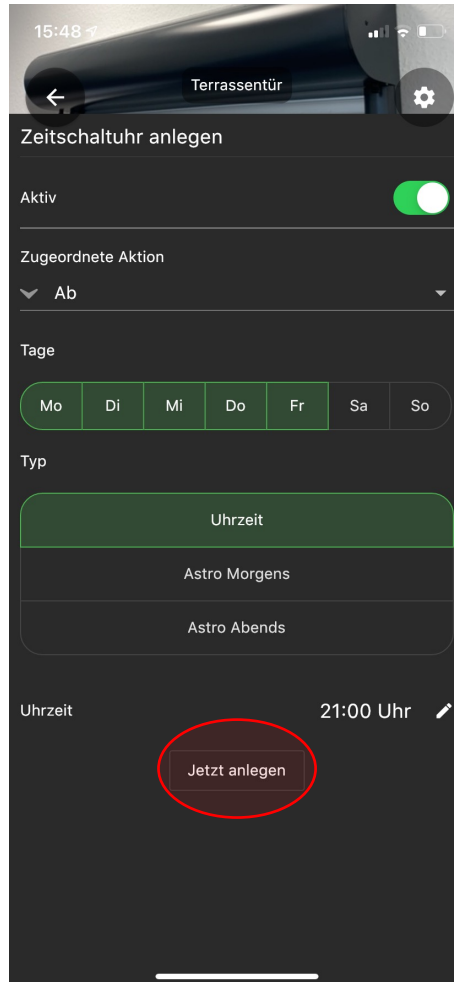 15:48
Terrassentür
Zeitschaltuhr anlegen
Aktiv
Zugeordnete Aktion
Ab
Tage
Mo Di Mi Do Fr Sa So
Typ
Uhrzeit
Astro Morgens
Astro Abends
Uhrzeit 21:00 Uhr
Jetzt anlegen